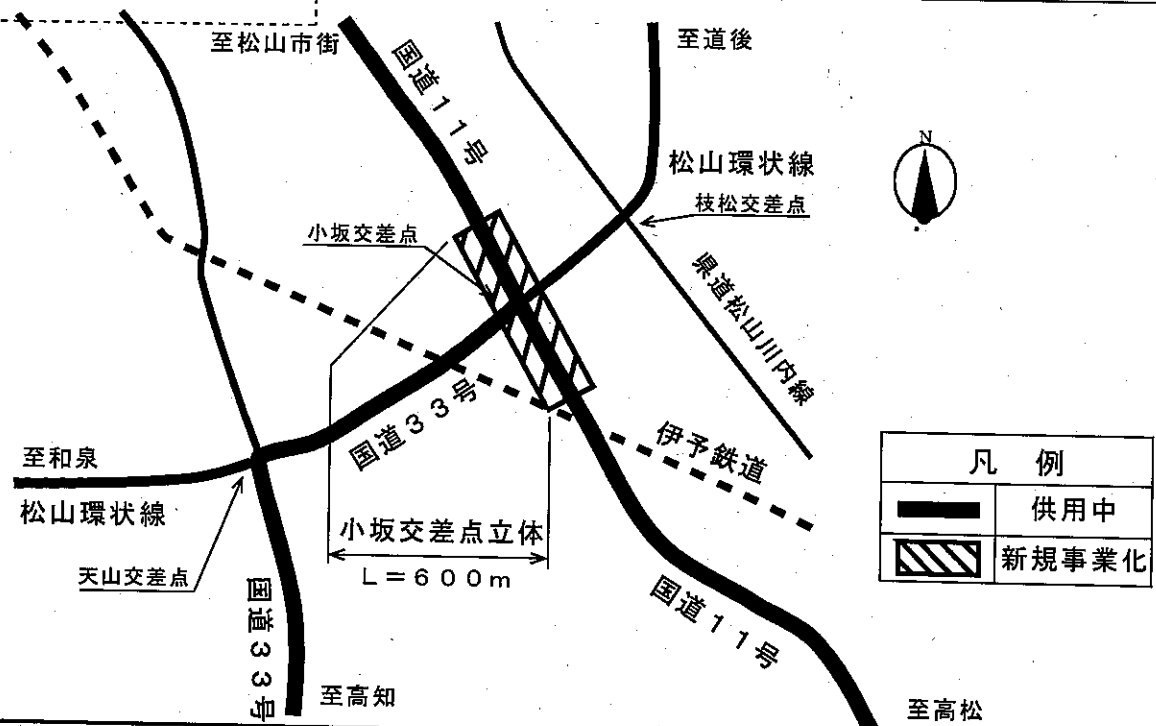 至松山市街
国道11号
至道後
N
松山環状線
枝松交差点
小坂交差点
県道松山川内線
国道33号
伊予鉄道
至和泉
松山環状線
小坂交差点立体
L=600m
天山交差点
国道33号
至高知
国道11号
至高松
凡 例
供用中
新規事業化